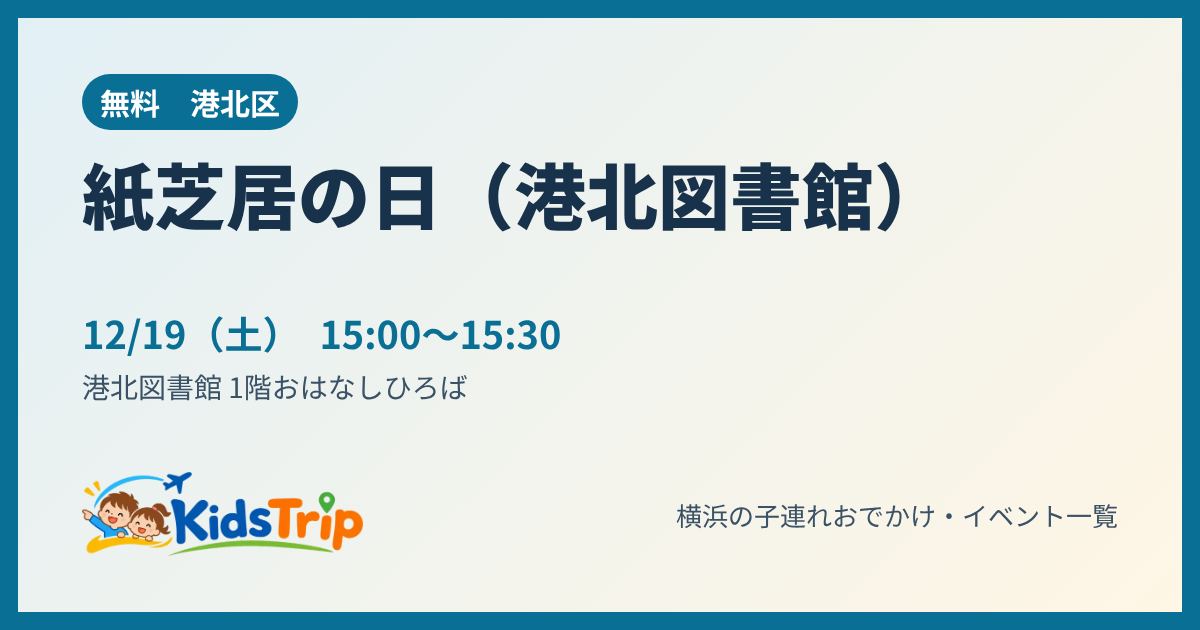 無料　港北区
紙芝居の日（港北図書館）
12/19（土）　15:00〜15:30
港北図書館 1階おはなしひろば
KidsTrip
横浜の子連れおでかけ・イベント一覧